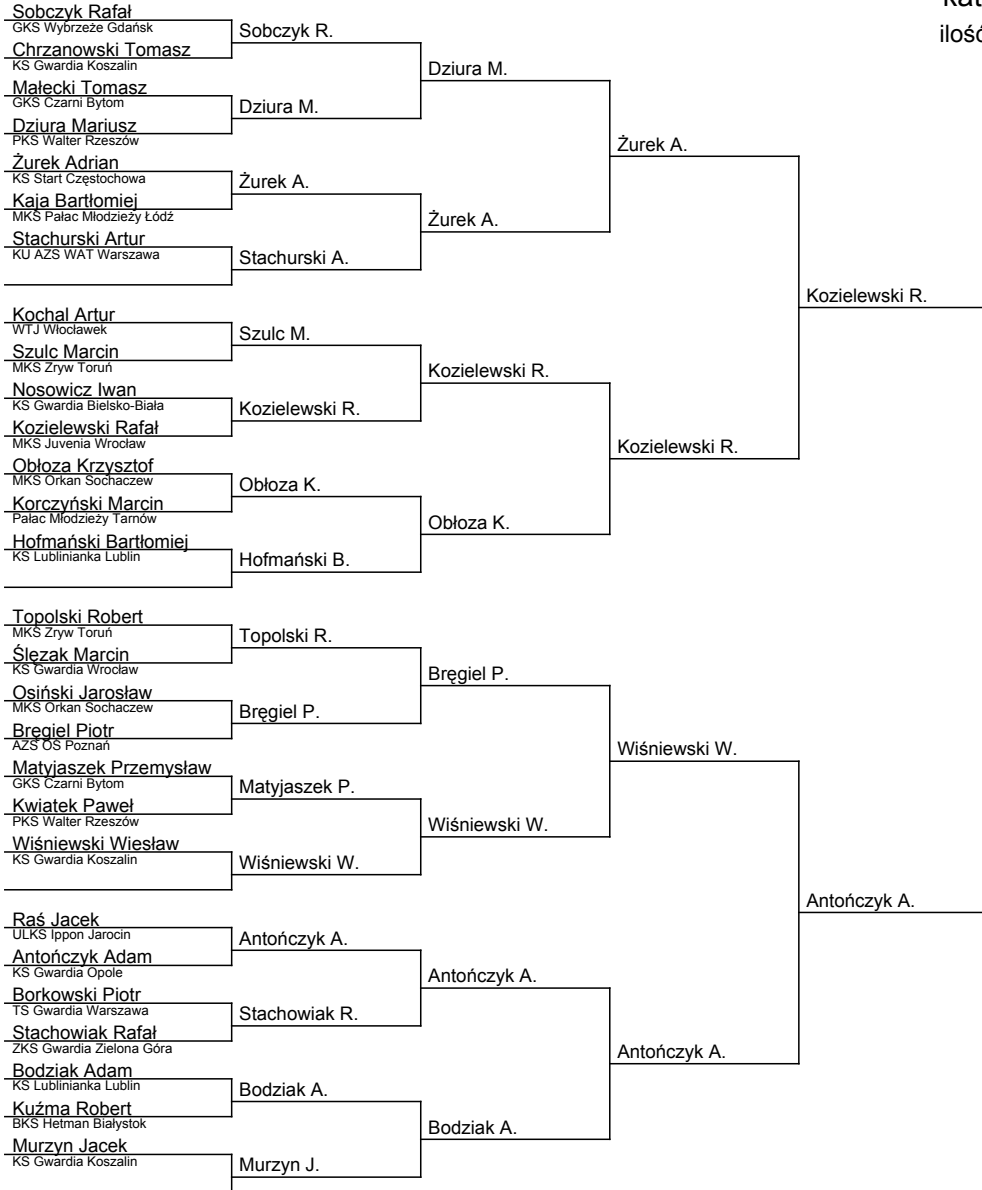 Sobczyk Rafał
GKS Wybrzeże Gdańsk
Chrzanowski Tomasz
KS Gwardia Koszalin
Małecki Tomasz
GKS Czarni Bytom
Dziura Mariusz
PKS Walter Rzeszów
Żurek Adrian
KS Start Częstochowa
Kaja Bartłomiej
MKS Pałac Młodzieży Łódź
Stachurski Artur
KU AZS WAT Warszawa
Kochal Artur
WTJ Włocławek
Szulc Marcin
MKS Zryw Toruń
Nosowicz Iwan
KS Gwardia Bielsko-Biała
Kozielewski Rafał
MKS Juvenia Wrocław
Obłoza Krzysztof
MKS Orkan Sochaczew
Korczyński Marcin
Pałac Młodzieży Tarnów
Hofmański Bartłomiej
KS Lublinianka Lublin
Topolski Robert
MKS Zryw Toruń
Ślęzak Marcin
KS Gwardia Wrocław
Osiński Jarosław
MKS Orkan Sochaczew
Bręgiel Piotr
AZS OŚ Poznań
Matyjaszek Przemysław
GKS Czarni Bytom
Kwiatek Paweł
PKS Walter Rzeszów
Wiśniewski Wiesław
KS Gwardia Koszalin
Raś Jacek
ULKS Ippon Jarocin
Antończyk Adam
KS Gwardia Opole
Borkowski Piotr
TS Gwardia Warszawa
Stachowiak Rafał
ZKS Gwardia Zielona Góra
Bodziak Adam
KS Lublinianka Lublin
Kuźma Robert
BKS Hetman Białystok
Murzyn Jacek
KS Gwardia Koszalin
Sobczyk R.
Dziura M.
Żurek A.
Stachurski A.
Szulc M.
Kozielewski R.
Obłoza K.
Hofmański B.
Topolski R.
Bręgiel P.
Matyjaszek P.
Wiśniewski W.
Antończyk A.
Stachowiak R.
Bodziak A.
Murzyn J.
Dziura M.
Żurek A.
Kozielewski R.
Obłoza K.
Bręgiel P.
Wiśniewski W.
Antończyk A.
Bodziak A.
Żurek A.
Kozielewski R.
Wiśniewski W.
Antończyk A.
Kozielewski R.
Antończyk A.